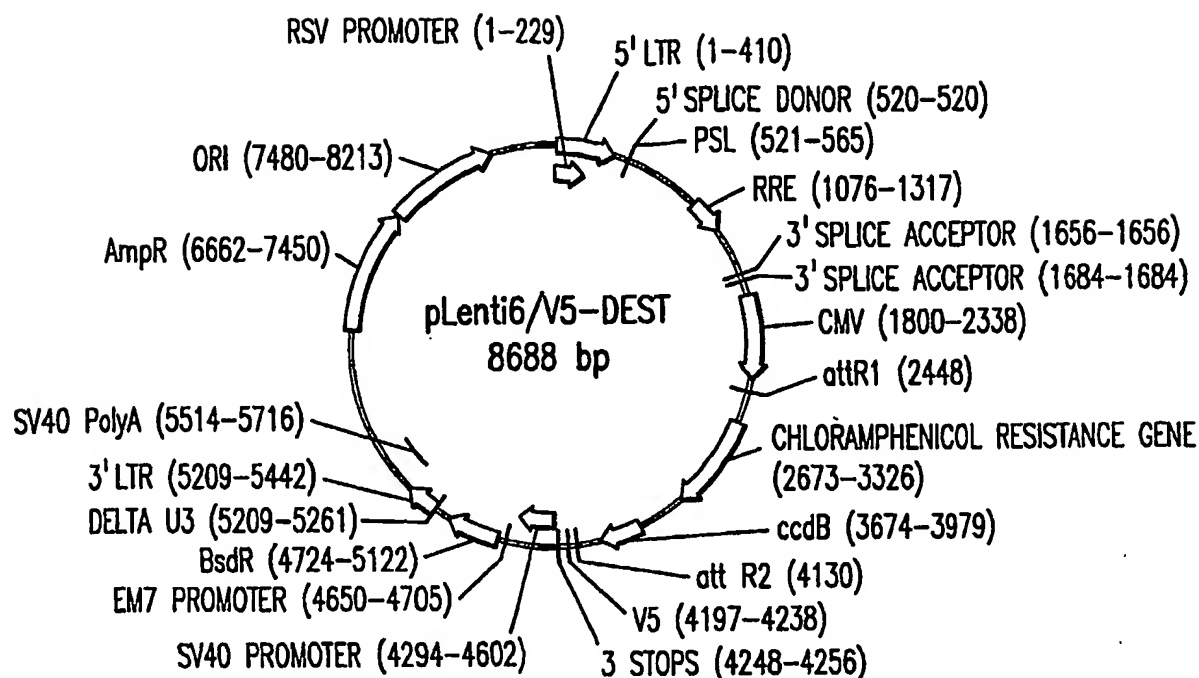 RSV PROMOTER (1-229)
5' LTR (1-410)
5' SPLICE DONOR (520-520)
PSL (521-565)
RRE (1076-1317)
3' SPLICE ACCEPTOR (1656-1656)
3' SPLICE ACCEPTOR (1684-1684)
CMV (1800-2338)
attR1 (2448)
CHLORAMPHENICOL RESISTANCE GENE
(2673-3326)
ccdB (3674-3979)
att R2 (4130)
V5 (4197-4238)
3 STOPS (4248-4256)
SV40 PROMOTER (4294-4602)
EM7 PROMOTER (4650-4705)
BsdR (4724-5122)
DELTA U3 (5209-5261)
3' LTR (5209-5442)
SV40 PolyA (5514-5716)
AmpR (6662-7450)
ORI (7480-8213)
pLenti6/V5-DEST
8688 bp